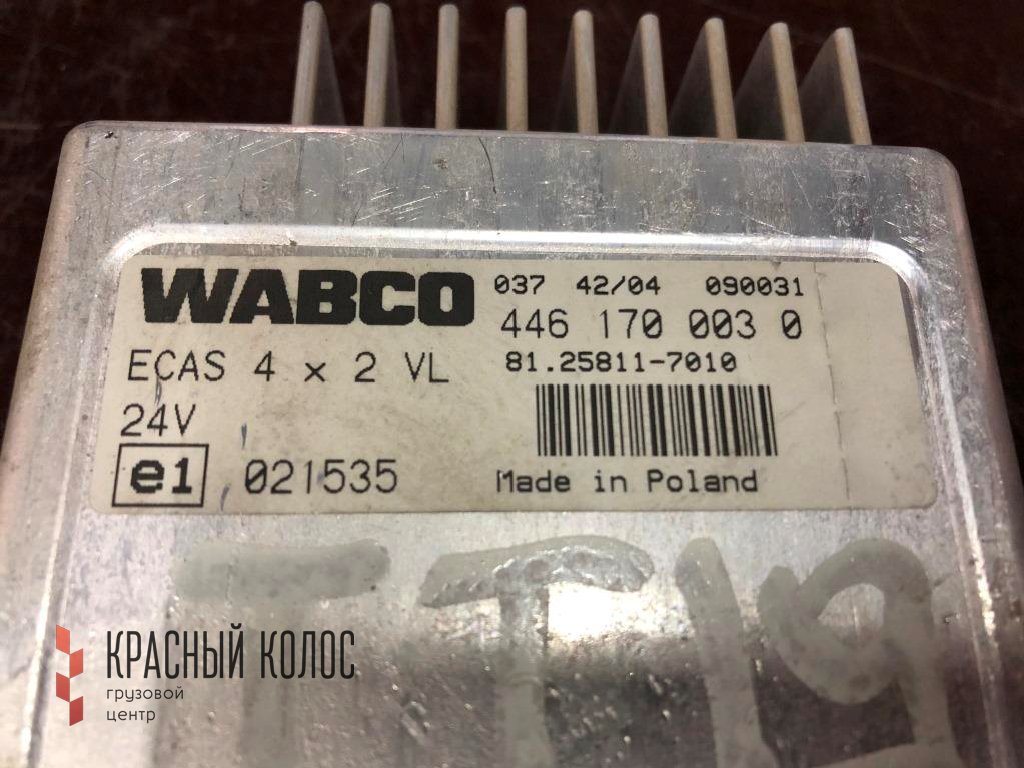 WABCO
037 42/04 090031
446 170 003 0
ECAS 4 x 2 VL
81.25811-7010
24V
e1 021535
Made in Poland
TT19
КРАСНЫЙ КОЛОС
грузовой
центр